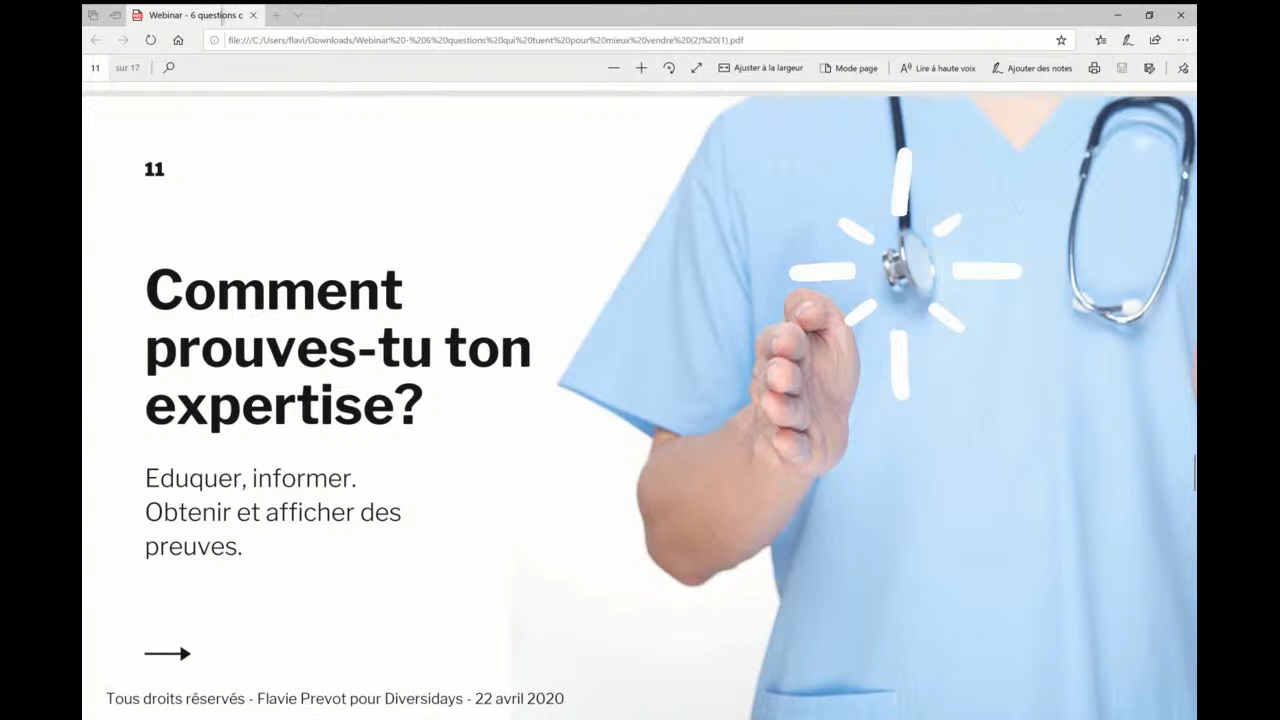 Webinar - 6 questions c
file:///C:/Users/flavi/Downloads/Webinar%20-%206%20questions%20qui%20tuent%20pour%20mieux%20vendre%20(2)%20(1).pdf
11 sur 17 Ajuster à la largeur Mode page Lire à haute voix Ajouter des notes
11
Comment
prouves-tu ton
expertise?
Eduquer, informer.
Obtenir et afficher des
preuves.
Tous droits réservés - Flavie Prevot pour Diversidays - 22 avril 2020